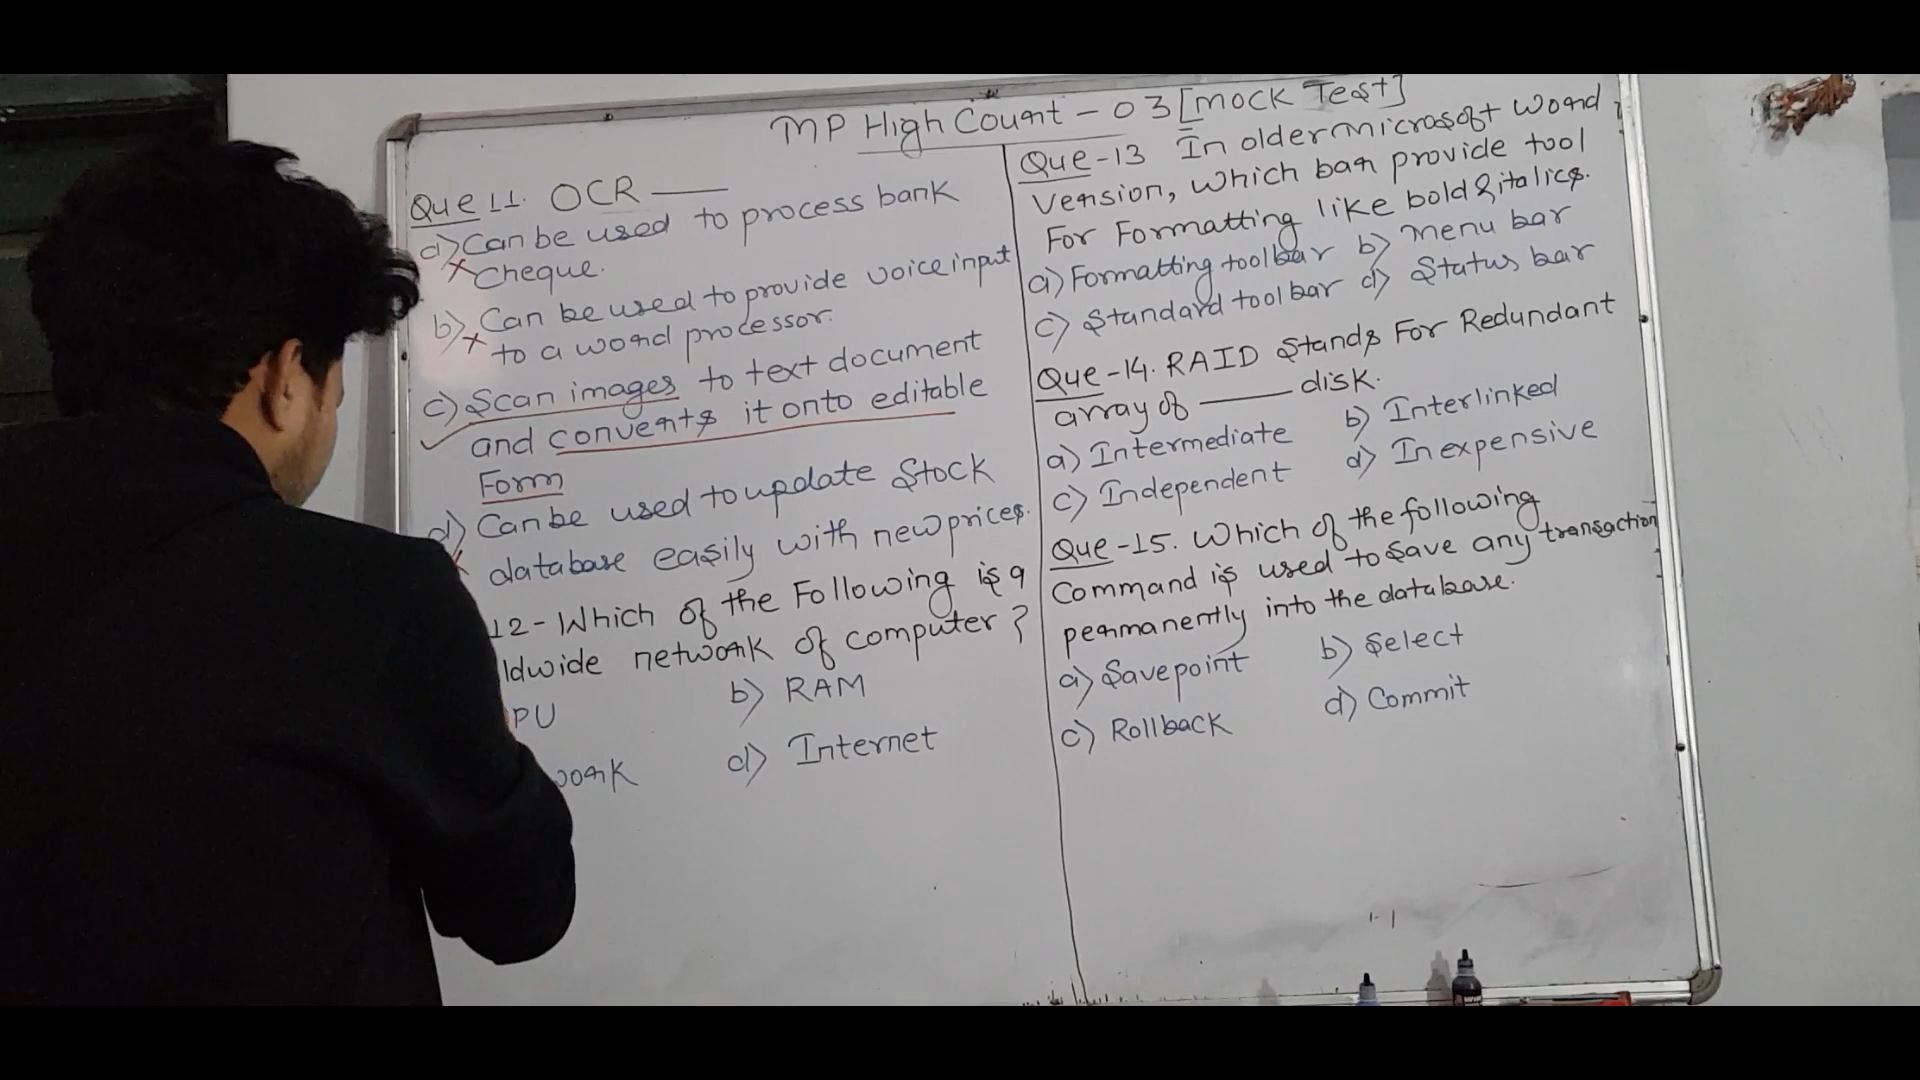 MP High Court - 03 [Mock Test]
Que 11. OCR ____
a) Can be used to process bank
Cheque.
b) Can be used to provide voice input
to a word processor.
c) Scan images to text document
and converts it onto editable
Form
d) Can be used to update Stock
database easily with new prices.
12- Which of the Following is a
ldwide network of computer?
PU
b) RAM
work
d) Internet
Que-13 In older microsoft word
version, which bar provide tool
For Formatting like bold & italics.
a) Formatting toolbar b) Menu bar
c) Standard toolbar d) Status bar
Que-14. RAID Stands For Redundant
array of ____ disk.
a) Intermediate b) Interlinked
c) Independent d) Inexpensive
Que-15. Which of the following
Command is used to save any transaction
permanently into the database.
a) Savepoint b) Select
c) Rollback d) Commit